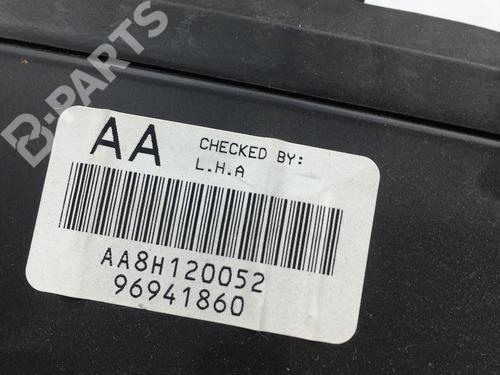 B-PARTS
AA
CHECKED BY:
L.H.A
AA8H120052
96941860